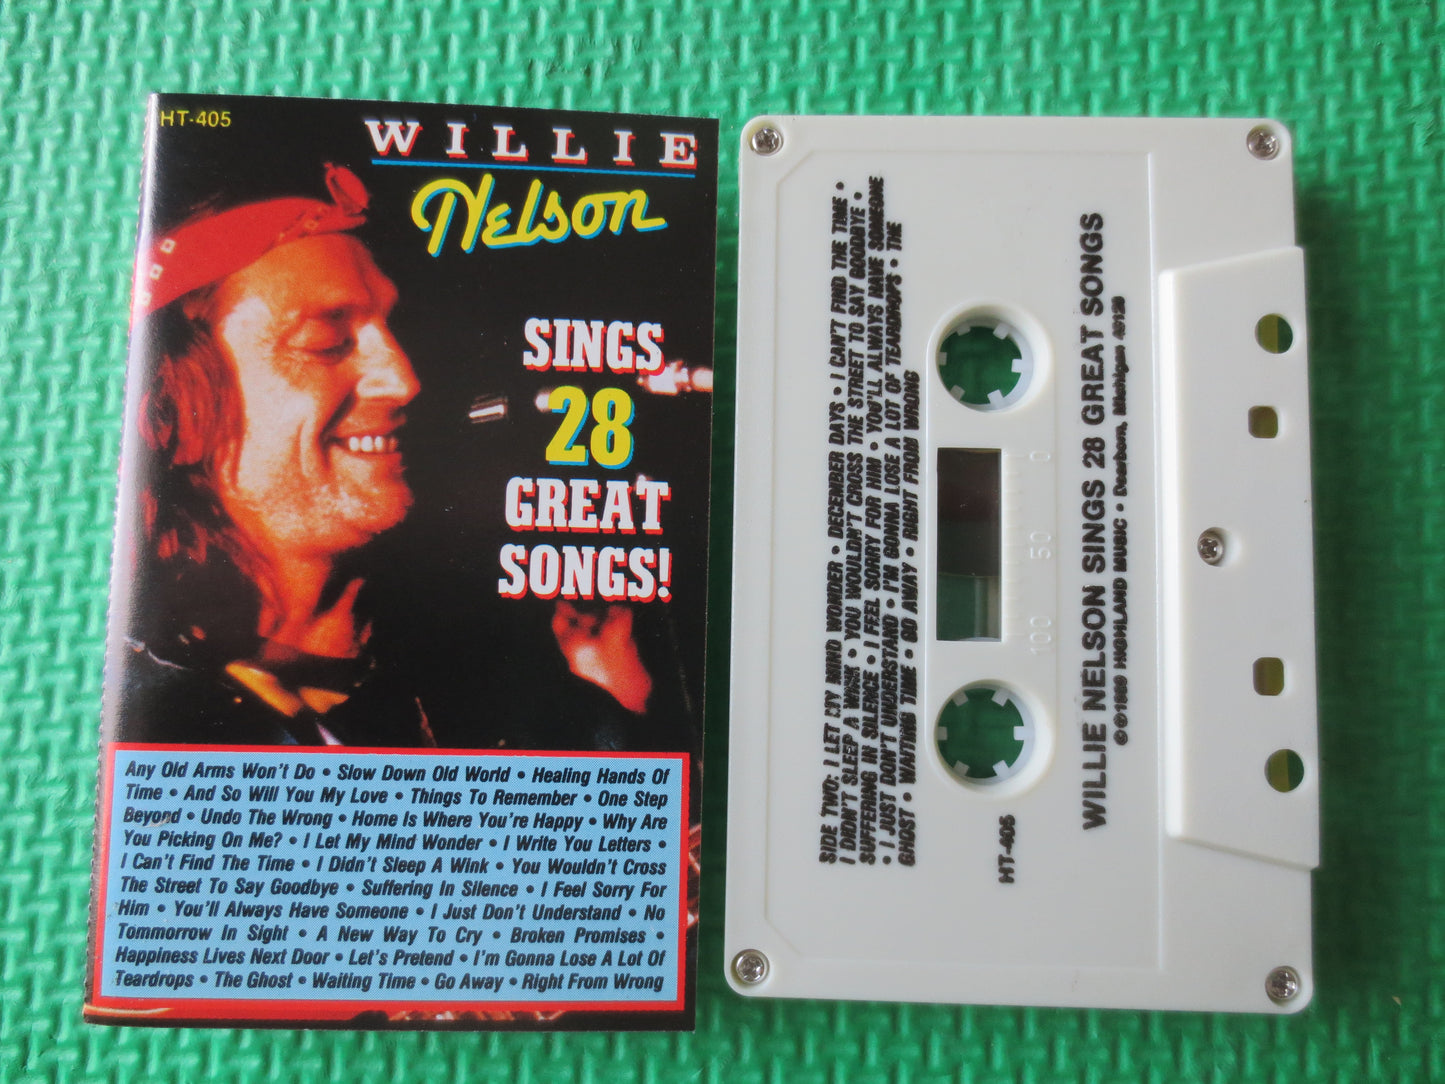 HT-405
WILLIE
Nelson
SINGS
28
GREAT
SONGS!
Any Old Arms Won't Do • Slow Down Old World • Healing Hands Of
Time • And So Will You My Love • Things To Remember • One Step
Beyond • Undo The Wrong • Home Is Where You're Happy • Why Are
You Picking On Me? • I Let My Mind Wonder • I Write You Letters •
I Can't Find The Time • I Didn't Sleep A Wink • You Wouldn't Cross
The Street To Say Goodbye • Suffering In Silence • I Feel Sorry For
Him • You'll Always Have Someone • I Just Don't Understand • No
Tommorrow In Sight • A New Way To Cry • Broken Promises •
Happiness Lives Next Door • Let's Pretend • I'm Gonna Lose A Lot Of
Teardrops • The Ghost • Waiting Time • Go Away • Right From Wrong
SIDE TWO: I LET MY MIND WONDER • DECEMBER DAYS • I CAN'T FIND THE TIME •
I DIDN'T SLEEP A WINK • YOU WOULDN'T CROSS THE STREET TO SAY GOODBYE •
SUFFERING IN SILENCE • I FEEL SORRY FOR HIM • YOU'LL ALWAYS HAVE SOMEONE
• I JUST DON'T UNDERSTAND • I'M GONNA LOSE A LOT OF TEARDROPS • THE
GHOST • WAITING TIME • GO AWAY • RIGHT FROM WRONG
100 50 0
HT-405
WILLIE NELSON SINGS 28 GREAT SONGS
©℗1989 HIGHLAND MUSIC • Dearborn, Michigan 48126